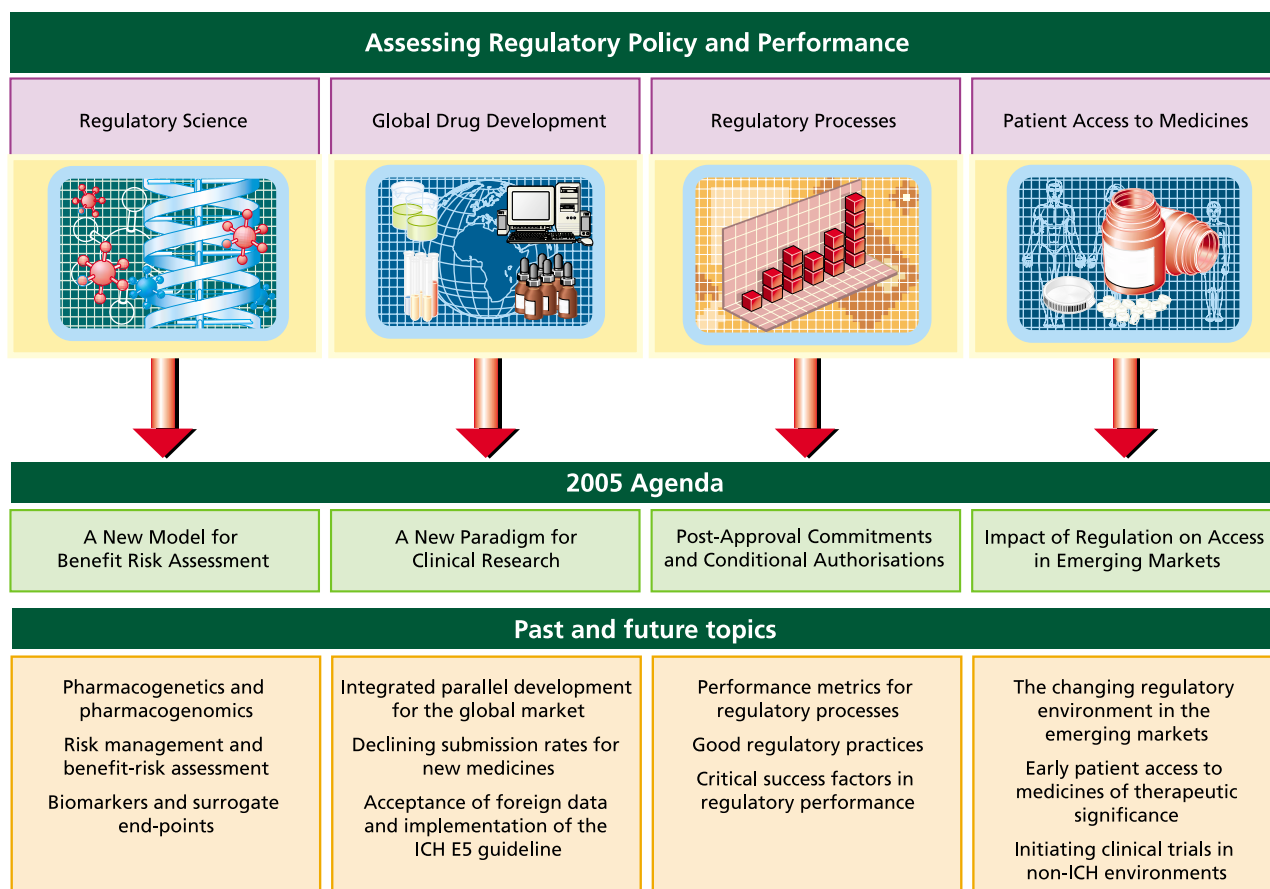 Assessing Regulatory Policy and Performance
Regulatory Science
Global Drug Development
Regulatory Processes
Patient Access to Medicines
2005 Agenda
A New Model for
Benefit Risk Assessment
A New Paradigm for
Clinical Research
Post-Approval Commitments
and Conditional Authorisations
Impact of Regulation on Access
in Emerging Markets
Past and future topics
Pharmacogenetics and
pharmacogenomics
Risk management and
benefit-risk assessment
Biomarkers and surrogate
end-points
Integrated parallel development
for the global market
Declining submission rates for
new medicines
Acceptance of foreign data
and implementation of the
ICH E5 guideline
Performance metrics for
regulatory processes
Good regulatory practices
Critical success factors in
regulatory performance
The changing regulatory
environment in the
emerging markets
Early patient access to
medicines of therapeutic
significance
Initiating clinical trials in
non-ICH environments